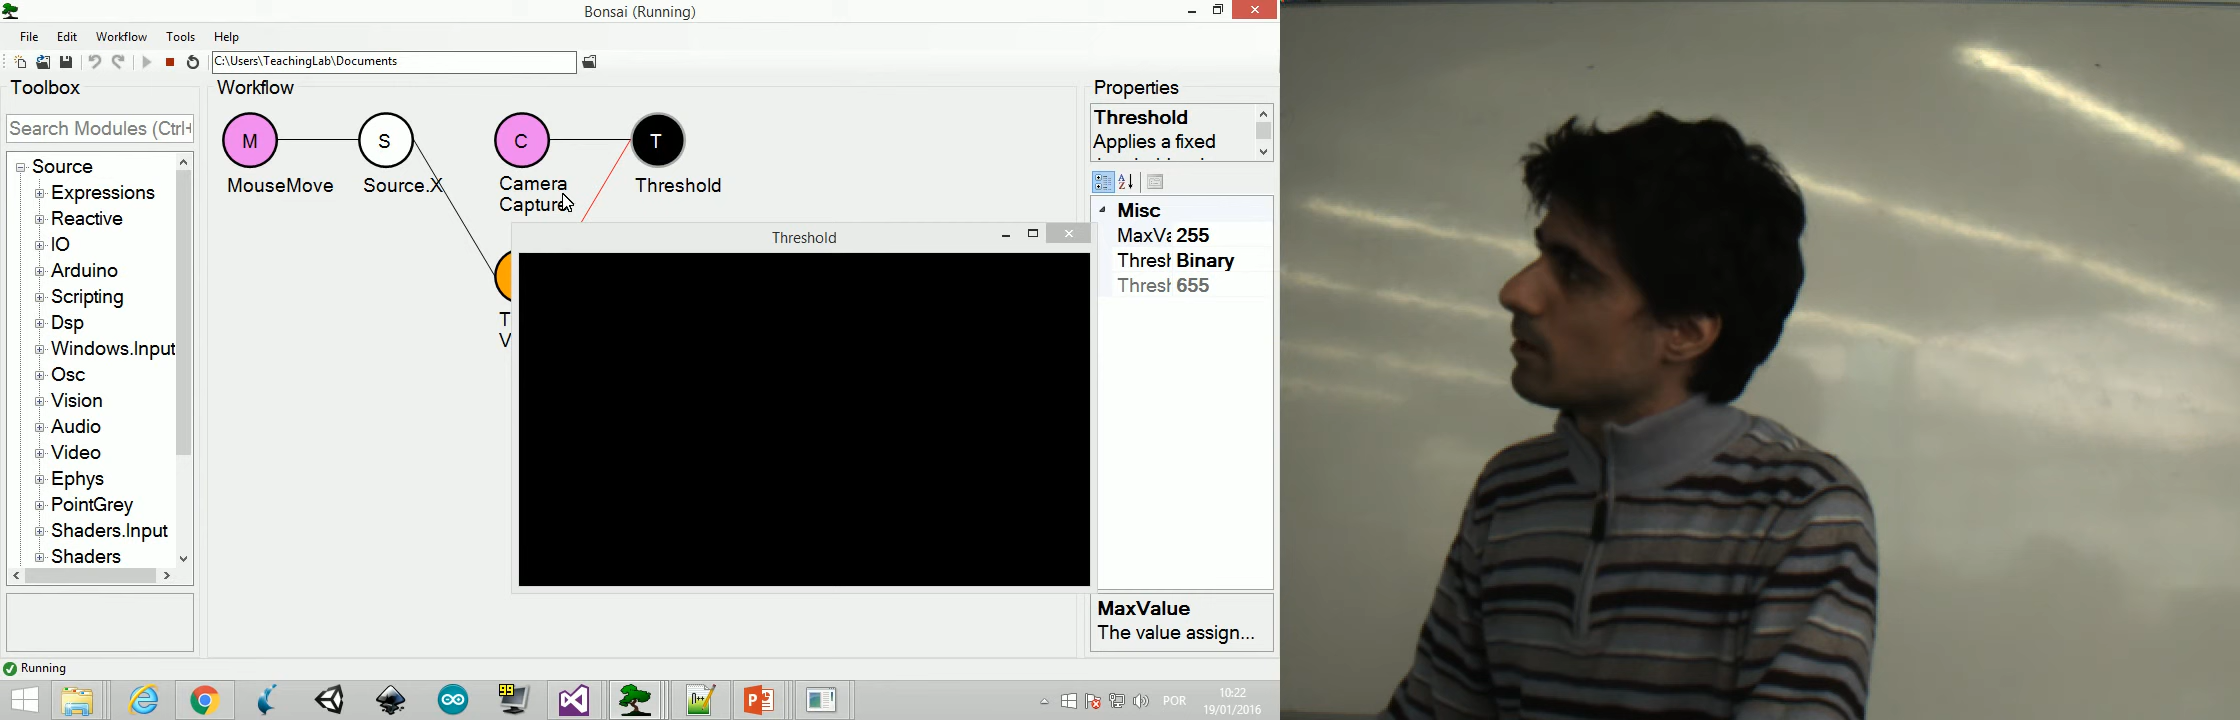 Bonsai (Running)
File Edit Workflow Tools Help
C:\Users\TeachingLab\Documents
Toolbox
Workflow
Properties
Search Modules (Ctrl+
Source
Expressions
Reactive
IO
Arduino
Scripting
Dsp
Windows.Input
Osc
Vision
Audio
Video
Ephys
PointGrey
Shaders.Input
Shaders
M
S
C
T
MouseMove
Source.X
Camera
Capture
Threshold
T
V
Threshold
Threshold
Applies a fixed
A
Z
Misc
MaxVa 255
Thresh Binary
Thresh 655
MaxValue
The value assign...
Running
99
POR
10:22
19/01/2016